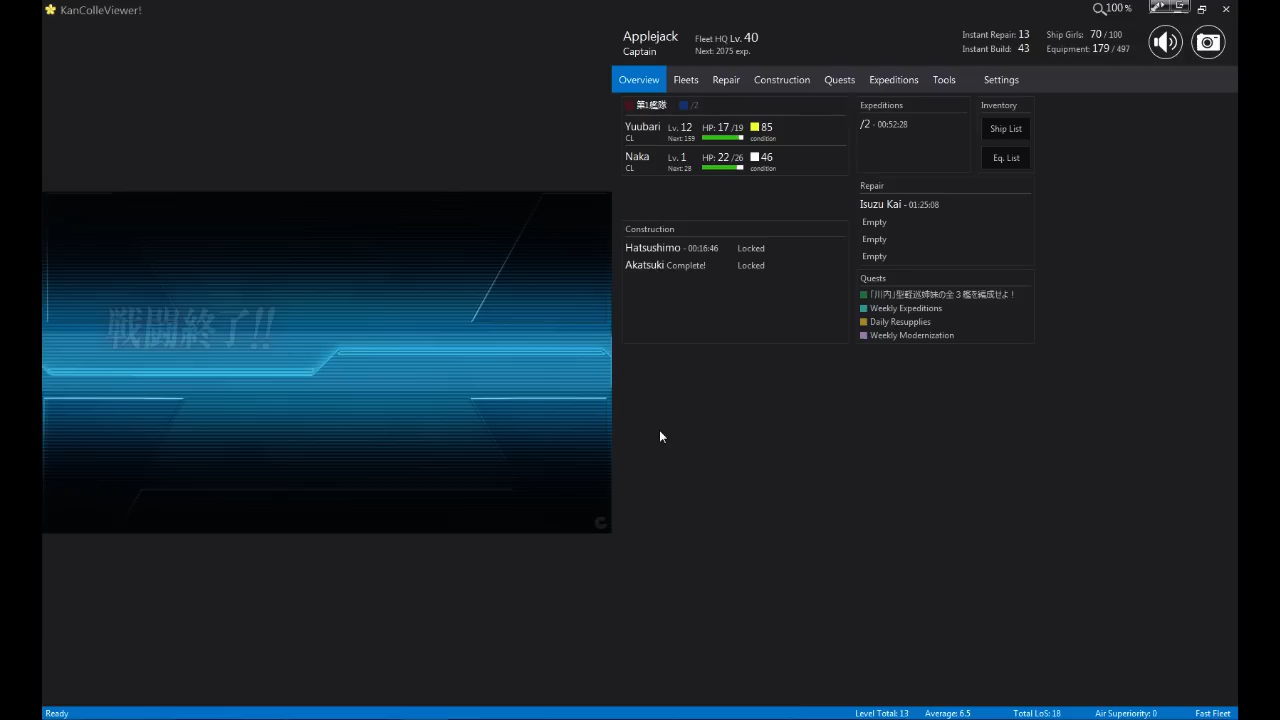 KanColleViewer!
100 %
Applejack
Captain
Fleet HQ Lv. 40
Next: 2075 exp.
Instant Repair: 13
Instant Build: 43
Ship Girls: 70 / 100
Equipment: 179 / 497
Overview
Fleets
Repair
Construction
Quests
Expeditions
Tools
Settings
第1艦隊
/2
Yuubari Lv. 12 HP: 17 /19 85
CL Next: 159 condition
Naka Lv. 1 HP: 22 /26 46
CL Next: 28 condition
Expeditions
/2 - 00:52:28
Inventory
Ship List
Eq. List
Repair
Isuzu Kai - 01:25:08
Empty
Empty
Empty
Construction
Hatsushimo - 00:16:46 Locked
Akatsuki Complete! Locked
Quests
「川内」型軽巡姉妹の全３艦を編成せよ！
Weekly Expeditions
Daily Resupplies
Weekly Modernization
戦闘終了!!
Ready
Level Total: 13
Average: 6.5
Total LoS: 18
Air Superiority: 0
Fast Fleet